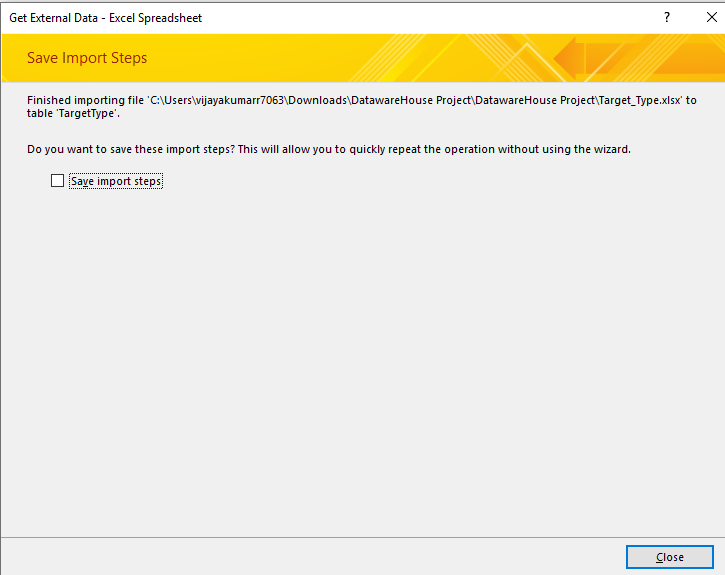 Get External Data - Excel Spreadsheet
?
Save Import Steps
Finished importing file 'C:\Users\vijayakumarr7063\Downloads\DatawareHouse Project\DatawareHouse Project\Target_Type.xlsx' to
table 'TargetType'.
Do you want to save these import steps? This will allow you to quickly repeat the operation without using the wizard.
Save import steps
Close